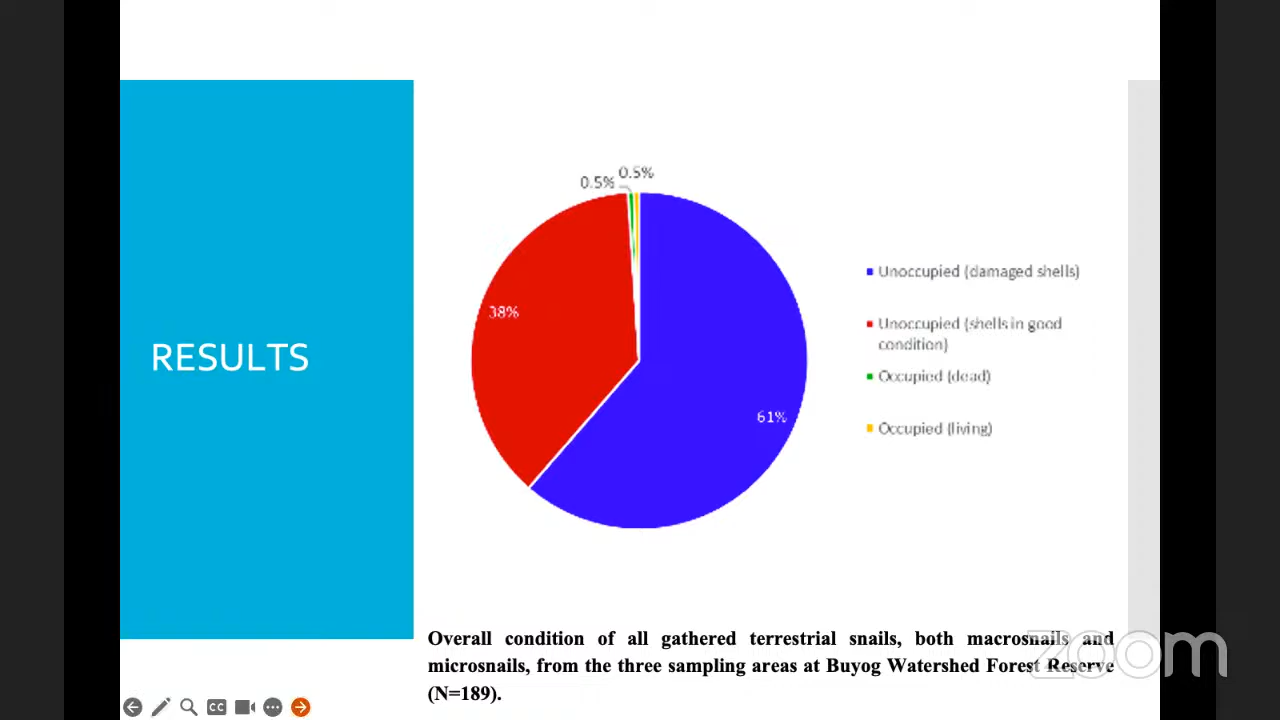 RESULTS
0.5%
0.5%
38%
61%
Unoccupied (damaged shells)
Unoccupied (shells in good
condition)
Occupied (dead)
Occupied (living)
Overall condition of all gathered terrestrial snails, both macrosnails and
microsnails, from the three sampling areas at Buyog Watershed Forest Reserve
(N=189).
zoom
CC